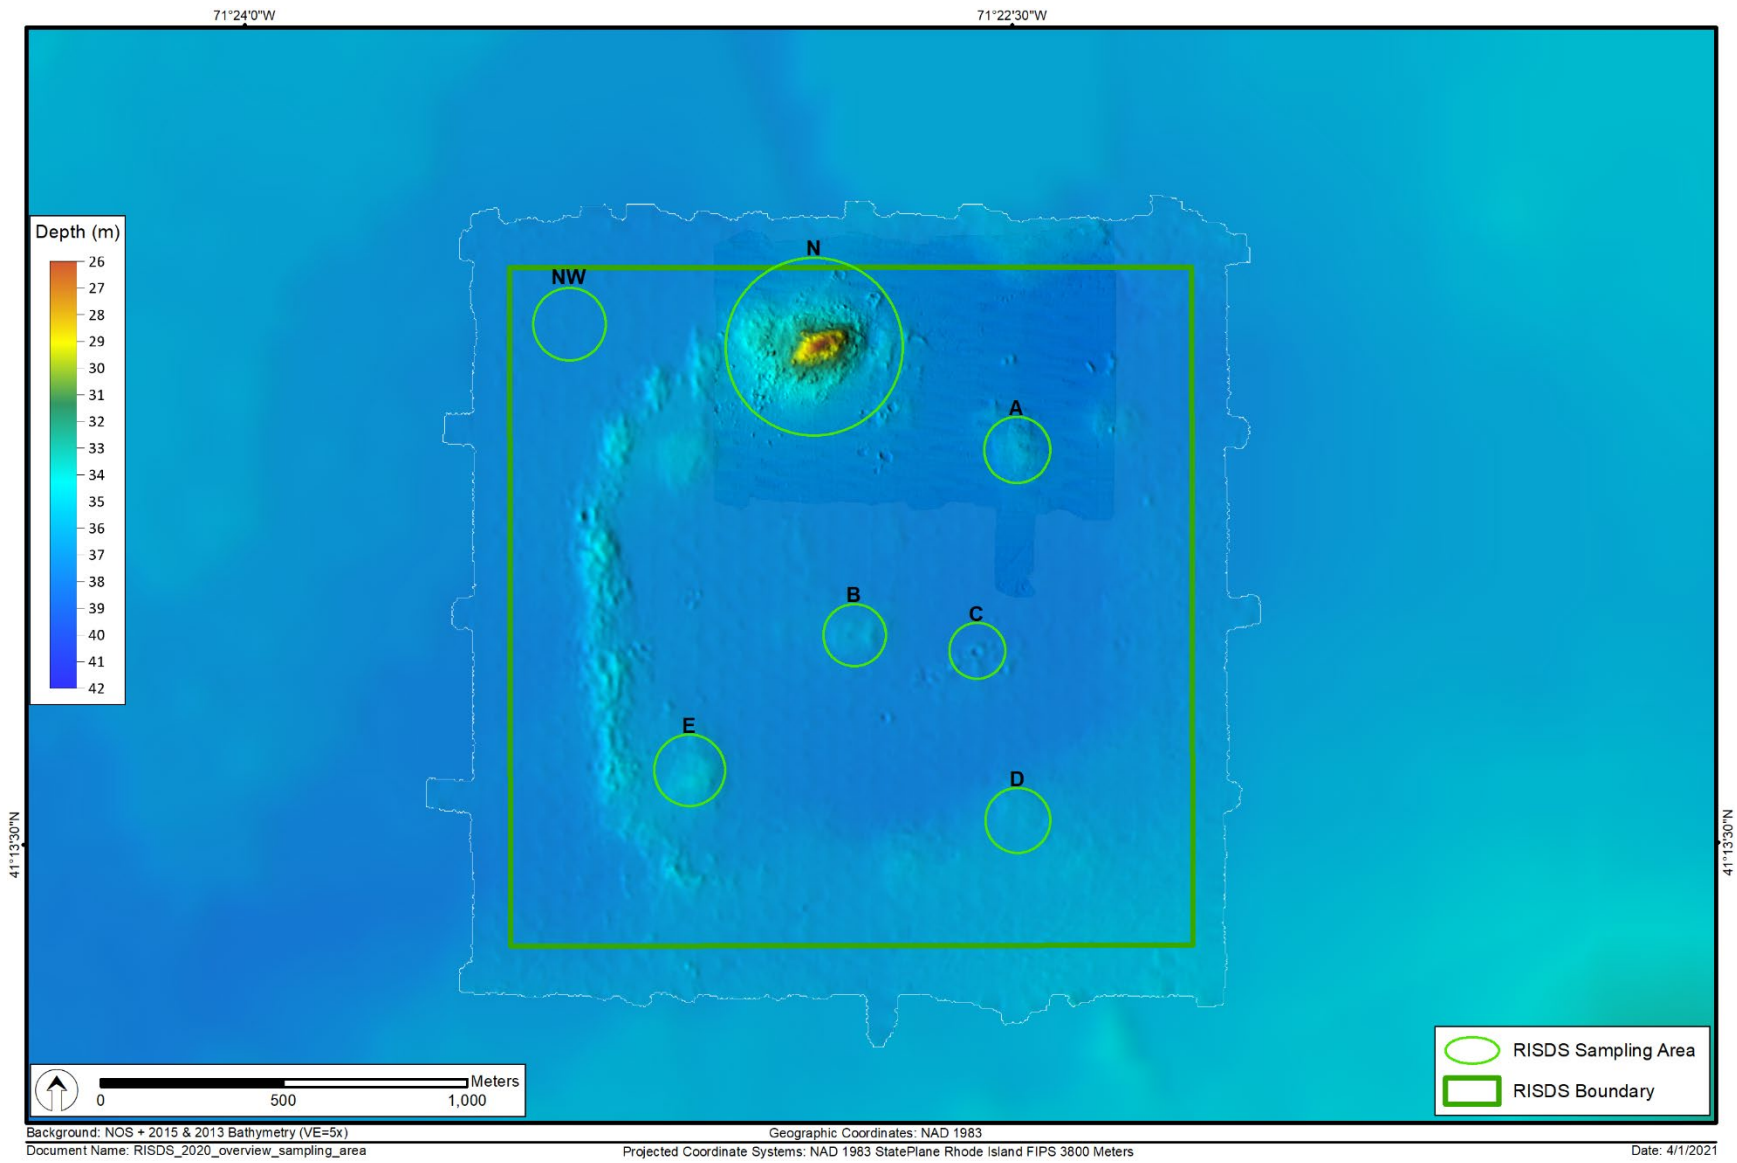 71°24'0"W
71°22'30"W
N
NW
Depth (m)
26
27
28
29
30
31
32
33
34
35
36
37
38
39
40
41
42
A
B
C
E
D
41°13'30"N
41°13'30"N
Meters
0
500
1,000
RISDS Sampling Area
RISDS Boundary
Background: NOS + 2015 & 2013 Bathymetry (VE=5x)
Geographic Coordinates: NAD 1983
Document Name: RISDS_2020_overview_sampling_area
Projected Coordinate Systems: NAD 1983 StatePlane Rhode Island FIPS 3800 Meters
Date: 4/1/2021